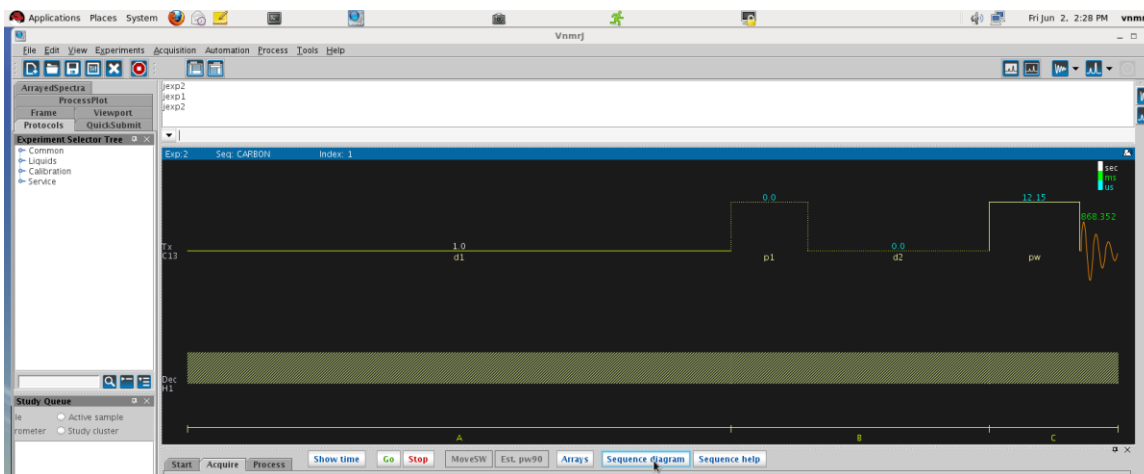 Applications Places System Fri Jun 2, 2:28 PM vnmr
VnmrJ
File Edit View Experiments Acquisition Automation Process Tools Help
ArrayedSpectra
ProcessPlot
Frame Viewport
Protocols QuickSubmit
Experiment Selector Tree
Common
Liquids
Calibration
Service
jexp2
jexp1
jexp2
Exp:2 Seq: CARBON Index: 1
sec
ms
us
0.0 12.15
868.352
Tx 1.0 0.0
C13 d1 p1 d2 pw
Dec
H1
A B C
Study Queue
le Active sample
rometer Study cluster
Start Acquire Process Show time Go Stop MoveSW Est. pw90 Arrays Sequence diagram Sequence help